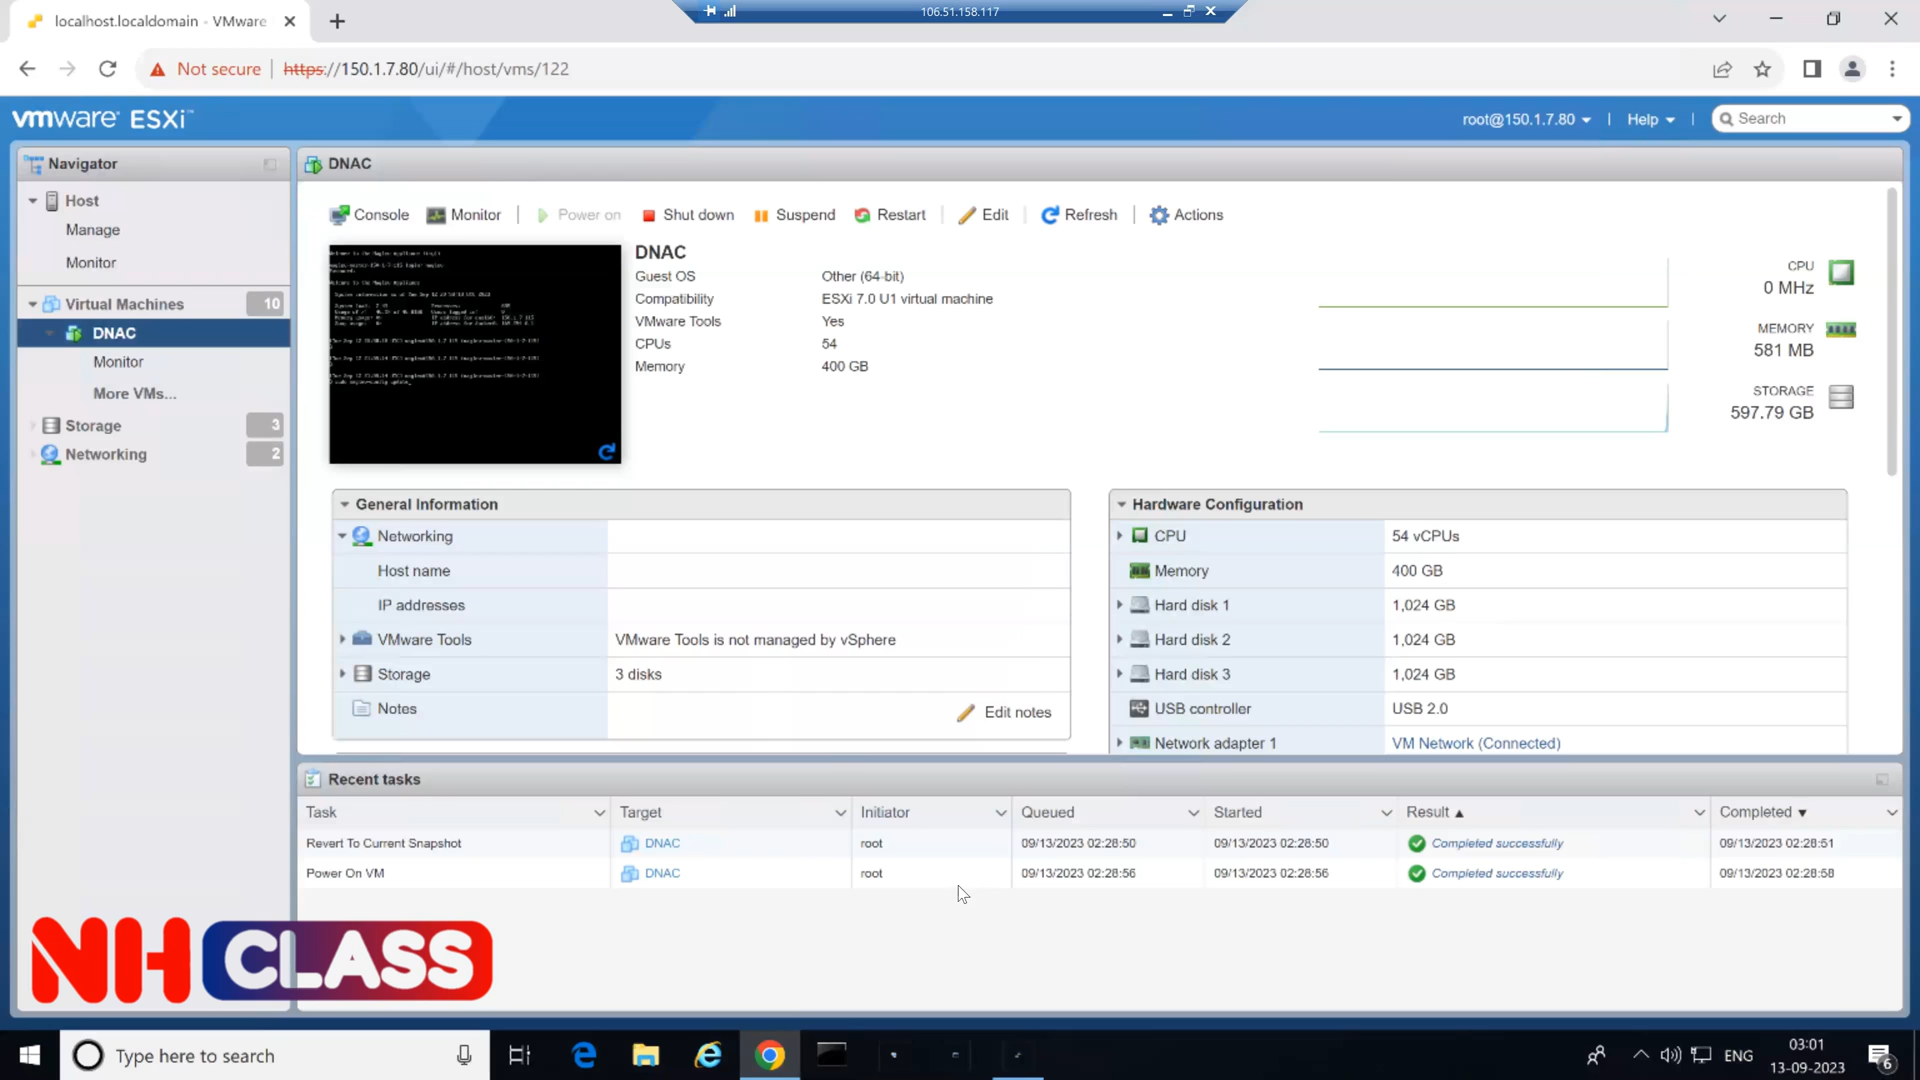 localhost.localdomain - VMware
106.51.158.117
Not secure
https://150.1.7.80/ui/#/host/vms/122
vmware ESXi™
root@150.1.7.80
Help
Search
Navigator
Host
Manage
Monitor
Virtual Machines 10
DNAC
Monitor
More VMs...
Storage 3
Networking 2
DNAC
Console
Monitor
Power on
Shut down
Suspend
Restart
Edit
Refresh
Actions
DNAC
Guest OS Other (64-bit)
Compatibility ESXi 7.0 U1 virtual machine
VMware Tools Yes
CPUs 54
Memory 400 GB
CPU
0 MHz
MEMORY
581 MB
STORAGE
597.79 GB
General Information
Networking
Host name
IP addresses
VMware Tools VMware Tools is not managed by vSphere
Storage 3 disks
Notes Edit notes
Hardware Configuration
CPU 54 vCPUs
Memory 400 GB
Hard disk 1 1,024 GB
Hard disk 2 1,024 GB
Hard disk 3 1,024 GB
USB controller USB 2.0
Network adapter 1 VM Network (Connected)
Recent tasks
Task Target Initiator Queued Started Result ▲ Completed ▼
Revert To Current Snapshot DNAC root 09/13/2023 02:28:50 09/13/2023 02:28:50 Completed successfully 09/13/2023 02:28:51
Power On VM DNAC root 09/13/2023 02:28:56 09/13/2023 02:28:56 Completed successfully 09/13/2023 02:28:58
NH CLASS
Type here to search
ENG
03:01
13-09-2023
6